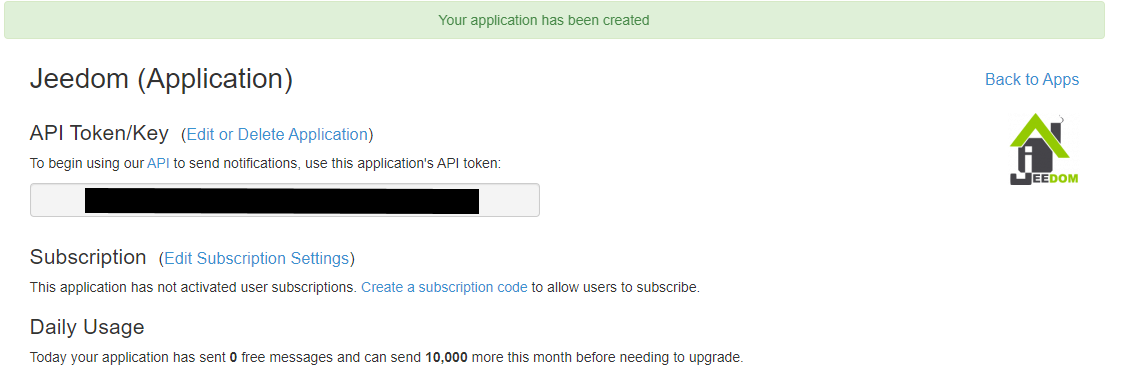 Your application has been created
Jeedom (Application)
Back to Apps
API Token/Key (Edit or Delete Application)
To begin using our API to send notifications, use this application's API token:
JEEDOM
Subscription (Edit Subscription Settings)
This application has not activated user subscriptions. Create a subscription code to allow users to subscribe.
Daily Usage
Today your application has sent 0 free messages and can send 10,000 more this month before needing to upgrade.